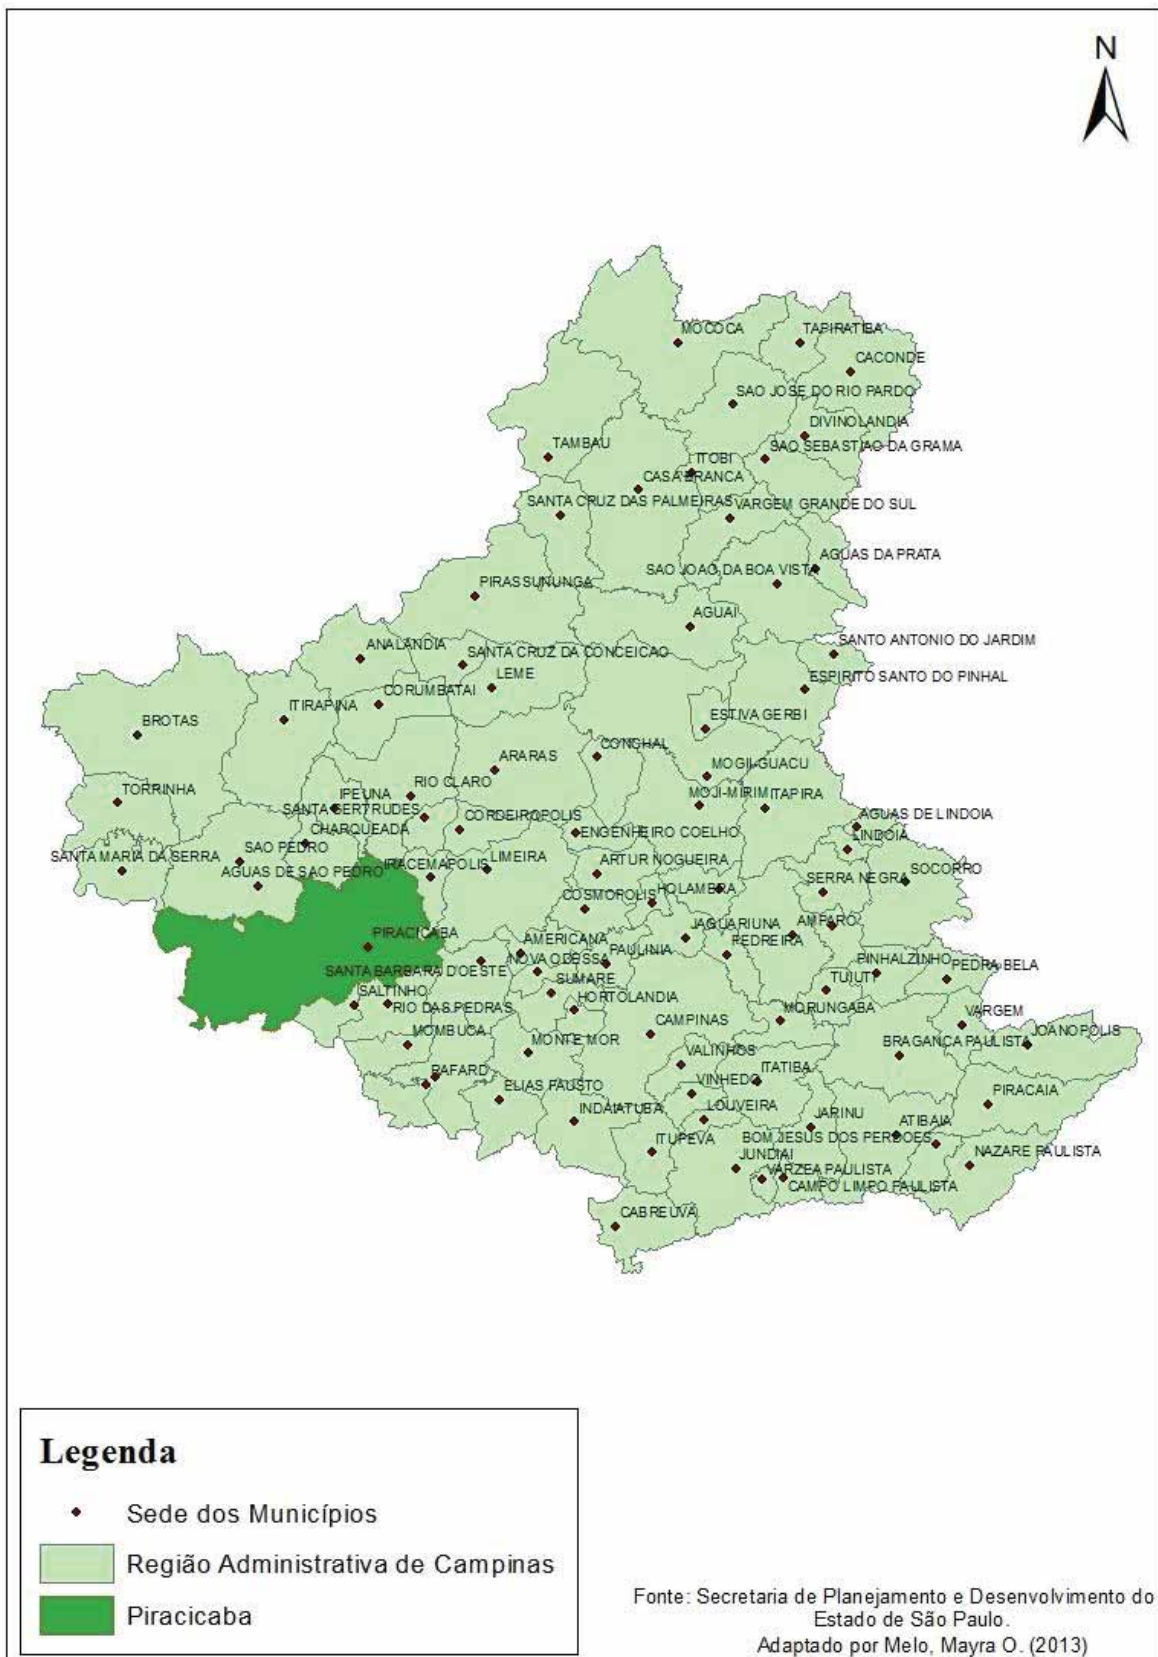 N
MOCOCA
TAPIRATIBA
CACONDE
SAO JOSE DO RIO PARDO
DIVINOLANDIA
TAMBAU
SAO SEBASTIAO DA GRAMA
ITOBI
CASA BRANCA
SANTA CRUZ DAS PALMEIRAS
VARGEM GRANDE DO SUL
AGUAS DA PRATA
SAO JOAO DA BOA VISTA
PIRASSUNUNGA
AGUAI
SANTO ANTONIO DO JARDIM
ANALANDIA
SANTA CRUZ DA CONCEICAO
LEME
ESPIRITO SANTO DO PINHAL
CORUMBATAI
ITIRAPINA
BROTAS
ESTIVA GERBI
CONCHAL
ARARAS
MOGII-GUACU
RIO CLARO
TORRINHA
IPEUNA
MOJI-MIRIM
ITAPIRA
SANTA GERTRUDES
CORDEIROPOLIS
AGUAS DE LINDOIA
CHARQUEADA
ENGENHEIRO COELHO
LINDOIA
SAO PEDRO
SANTA MARIA DA SERRA
IRACEMAPOLIS
LIMEIRA
ARTUR NOGUEIRA
AGUAS DE SAO PEDRO
SERRA NEGRA
SOCORRO
COSMOPOLIS
HOLAMBRA
AMPARO
PIRACICABA
AMERICANA
JAGUARIUNA
PEDREIRA
PAULINIA
NOVA ODESSA
PINHALZINHO
PEDRA BELA
SANTA BARBARA D'OESTE
SUMARE
TUIUTI
SALTINHO
HORTOLANDIA
RIO DAS PEDRAS
MORUNGABA
VARGEM
CAMPINAS
MOMBUCA
JOANOPOLIS
MONTE MOR
BRAGANCA PAULISTA
VALINHOS
ITATIBA
RAFARD
VINHEDO
ELIAS FAUSTO
PIRACAIA
INDAIATUBA
LOUVEIRA
JARINU
ATIBAIA
ITUPEVA
BOM JESUS DOS PERDOES
JUNDIAI
NAZARE PAULISTA
VARZEA PAULISTA
CAMPO LIMPO PAULISTA
CABREUVA
Legenda
Sede dos Municípios
Região Administrativa de Campinas
Piracicaba
Fonte: Secretaria de Planejamento e Desenvolvimento do
Estado de São Paulo.
Adaptado por Melo, Mayra O. (2013)